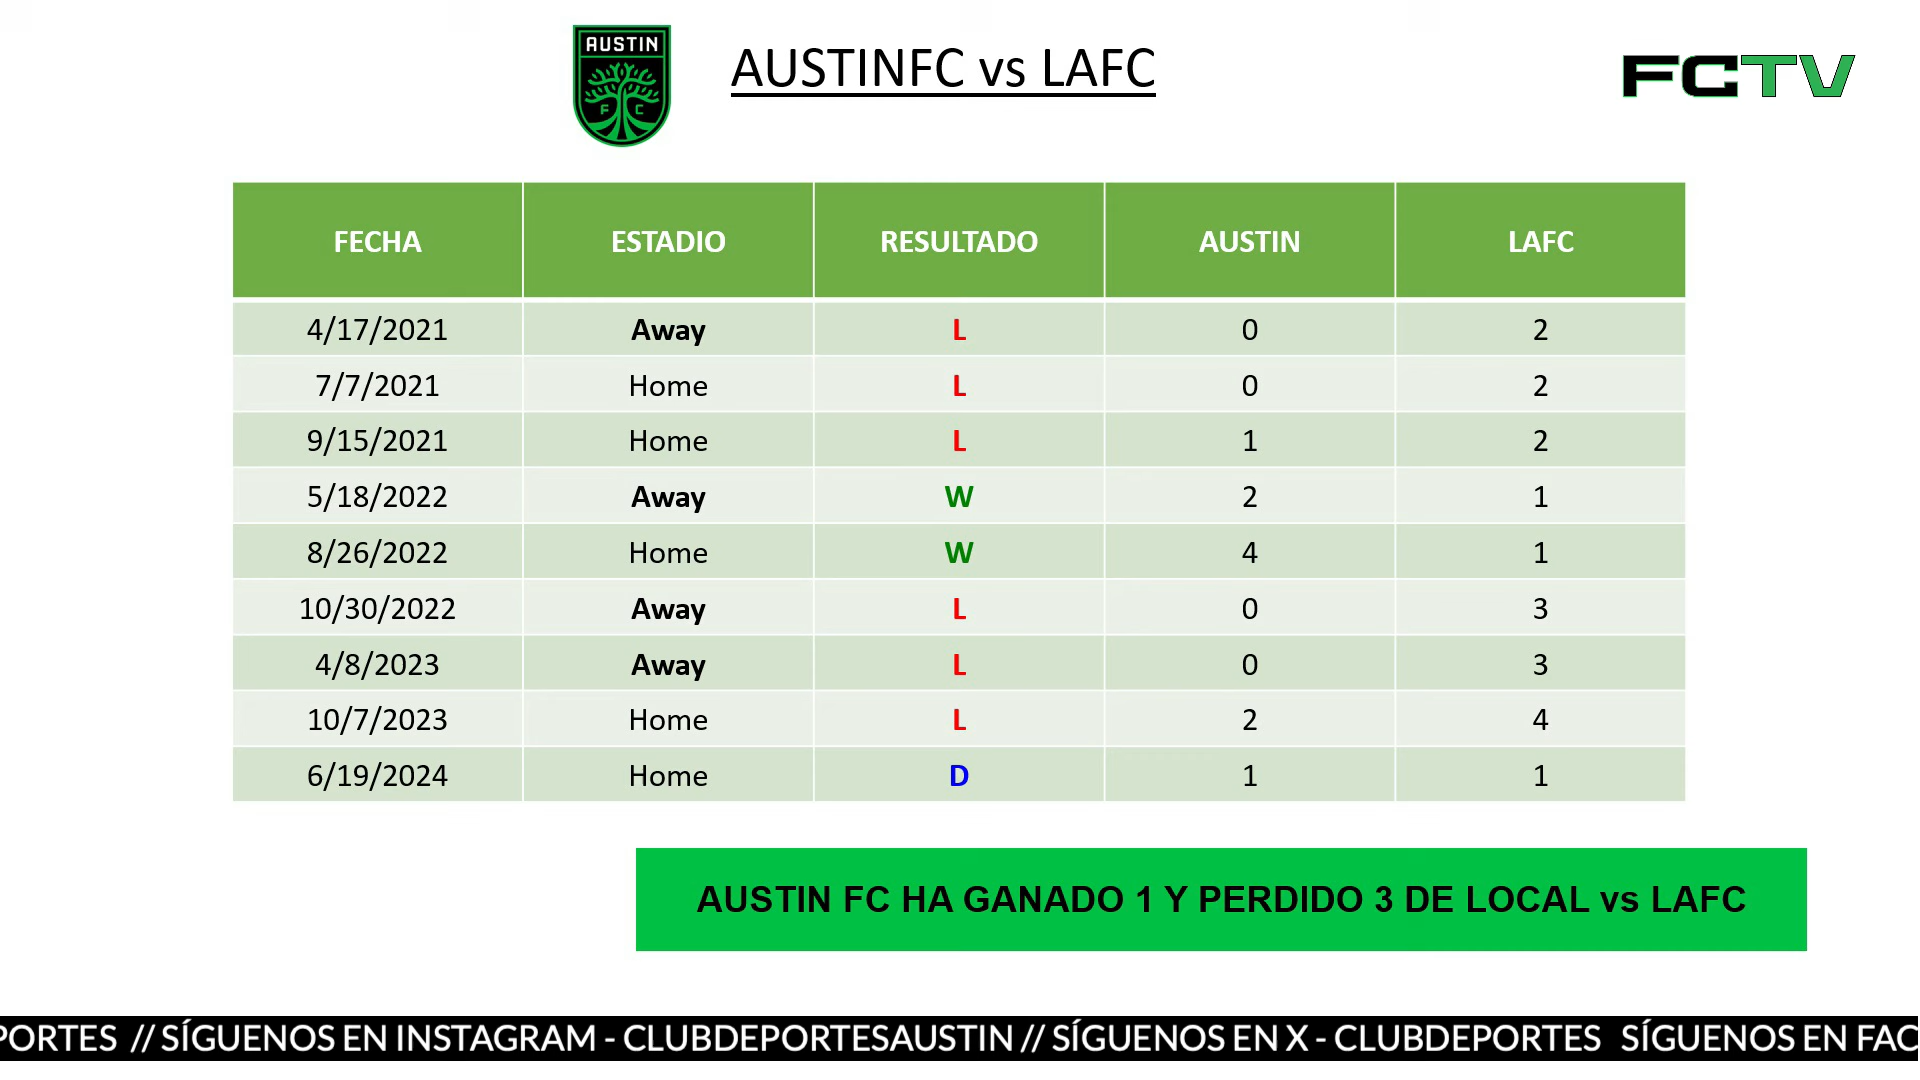 AUSTIN
F C
AUSTINFC vs LAFC
FCTV
FECHA ESTADIO RESULTADO AUSTIN LAFC
4/17/2021 Away L 0 2
7/7/2021 Home L 0 2
9/15/2021 Home L 1 2
5/18/2022 Away W 2 1
8/26/2022 Home W 4 1
10/30/2022 Away L 0 3
4/8/2023 Away L 0 3
10/7/2023 Home L 2 4
6/19/2024 Home D 1 1
AUSTIN FC HA GANADO 1 Y PERDIDO 3 DE LOCAL vs LAFC
PORTES // SÍGUENOS EN INSTAGRAM - CLUBDEPORTESAUSTIN // SÍGUENOS EN X - CLUBDEPORTES SÍGUENOS EN FAC